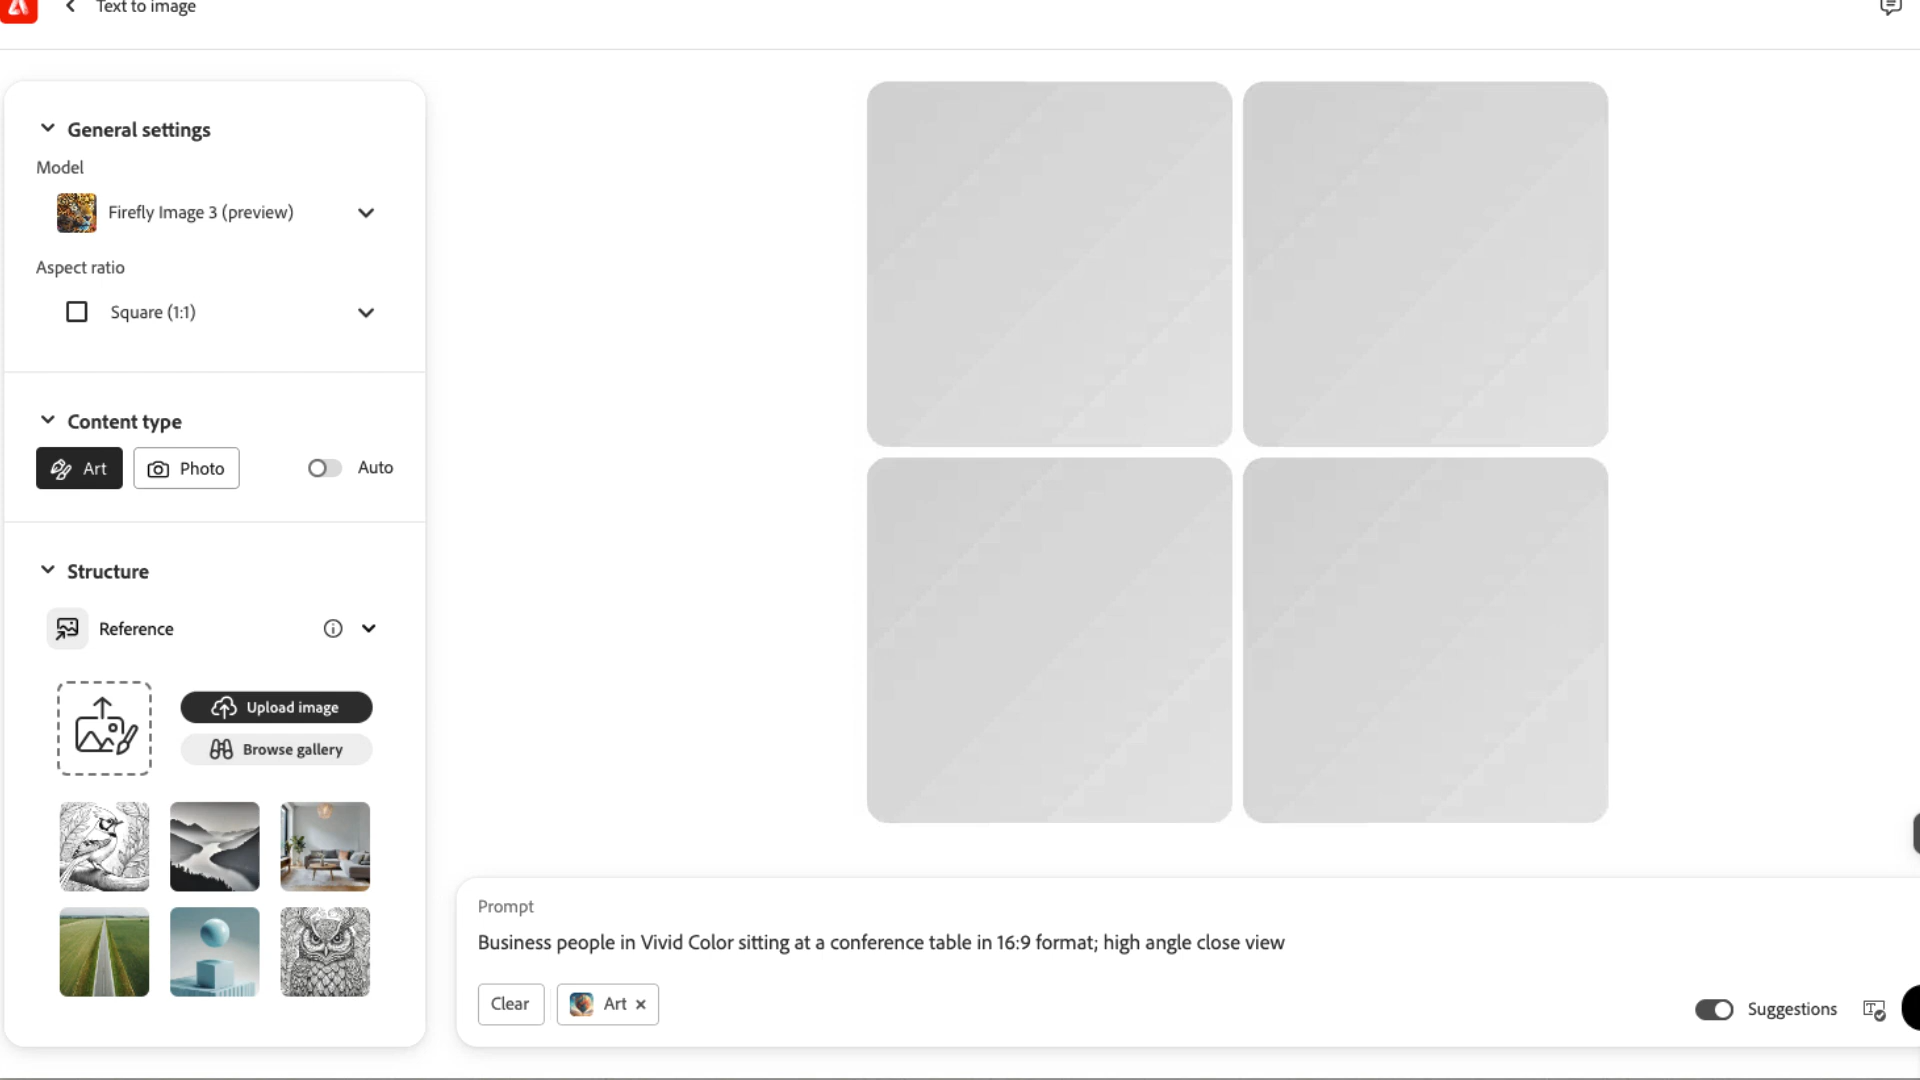 Text to image
General settings
Model
Firefly Image 3 (preview)
Aspect ratio
Square (1:1)
Content type
Art
Photo
Auto
Structure
Reference
Upload image
Browse gallery
Prompt
Business people in Vivid Color sitting at a conference table in 16:9 format; high angle close view
Clear
Art
Suggestions